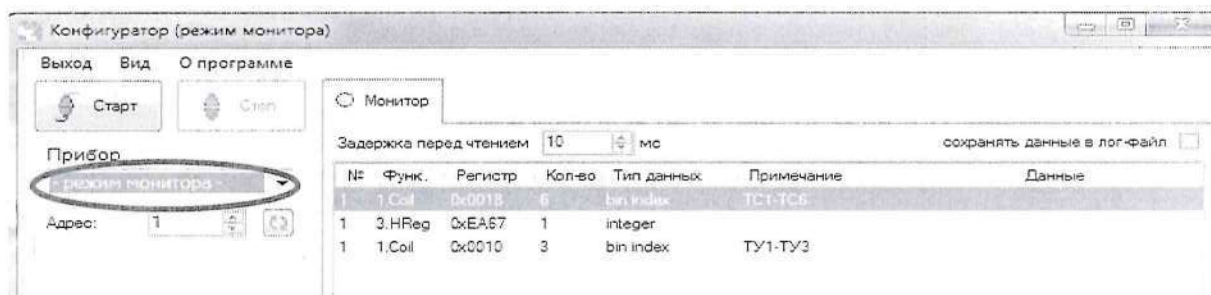 Конфигуратор (режим монитора)
Выход Вид О программе
Старт Стоп
Монитор
Задержка перед чтением 10 мс сохранять данные в лог-файл
Прибор
- режим монитора -
Адрес: 1
№ Функ. Регистр Кол-во Тип данных Примечание Данные
1 1.Coil 0x0018 6 bin index ТС1-ТС6
1 3.HReg 0xEA67 1 integer
1 1.Coil 0x0010 3 bin index ТУ1-ТУ3